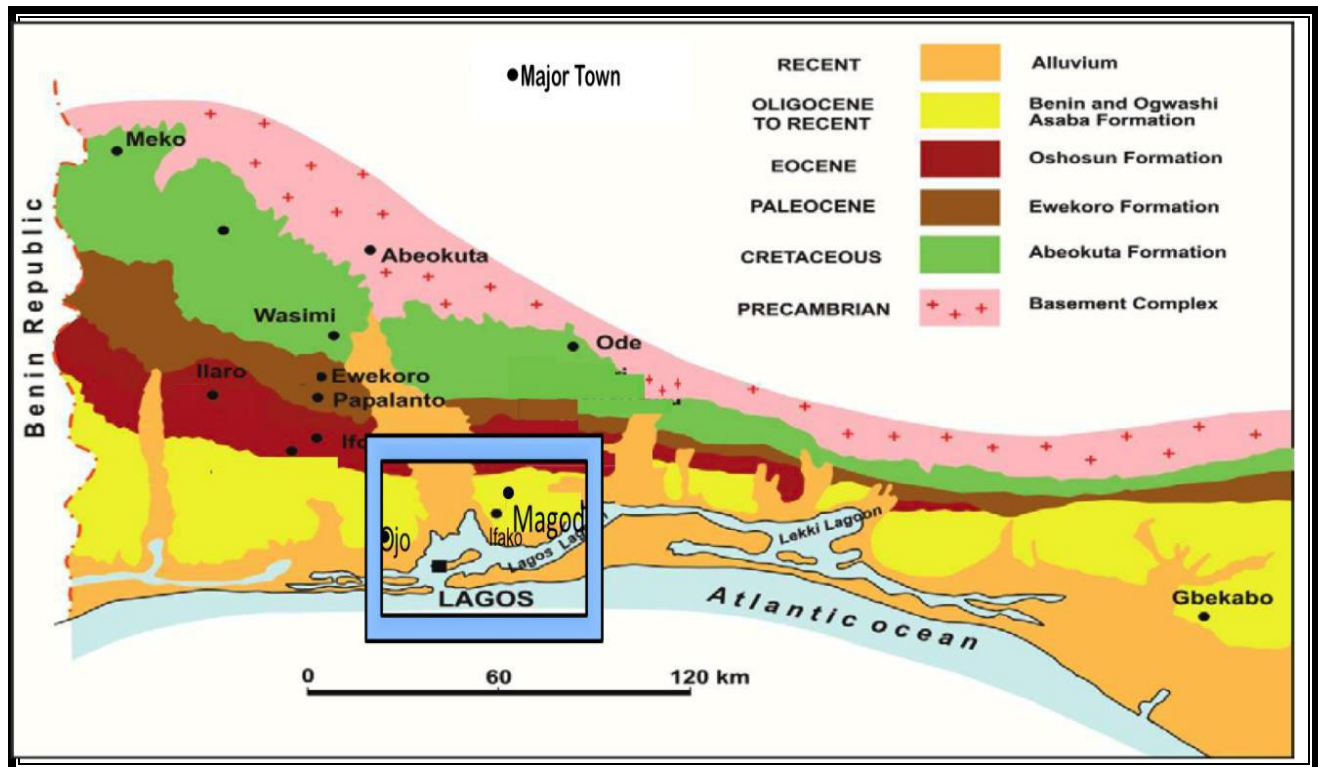 Major Town
RECENT
Alluvium
OLIGOCENE
TO RECENT
Benin and Ogwashi
Asaba Formation
EOCENE
Oshosun Formation
PALEOCENE
Ewekoro Formation
CRETACEOUS
Abeokuta Formation
PRECAMBRIAN
Basement Complex
Benin Republic
Meko
Abeokuta
Wasimi
Ode
Ilaro
Ewekoro
Papalanto
Ojo
Magod
Ifako
Lagos
Lekki Lagoon
LAGOS
Atlantic ocean
Gbekabo
0 60 120 km